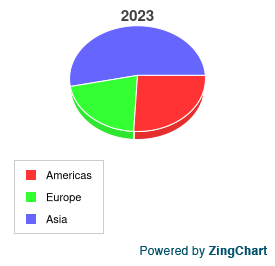 2023
Americas
Europe
Asia
Powered by ZingChart